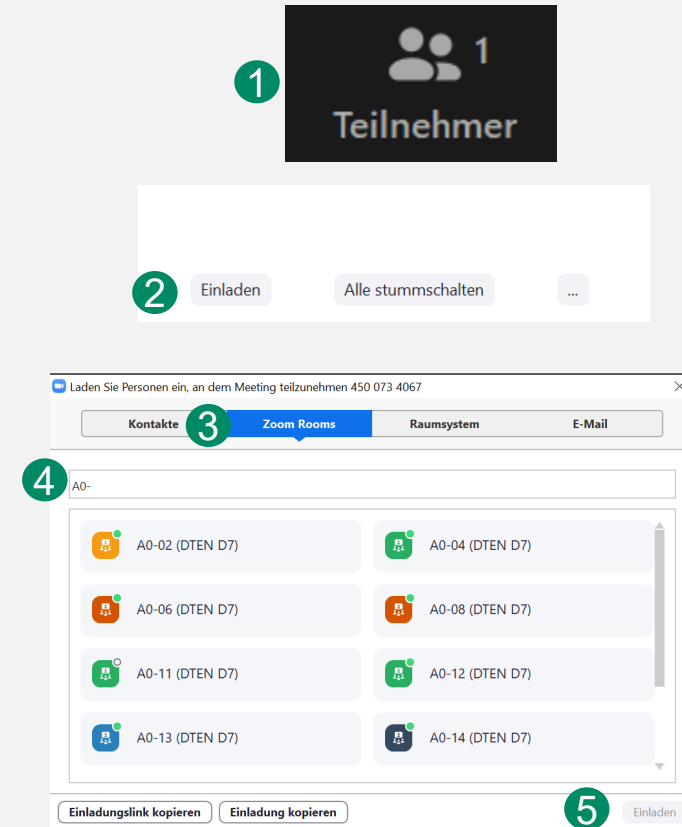 1
1
Teilnehmer
2
Einladen
Alle stummschalten
...
Laden Sie Personen ein, an dem Meeting teilzunehmen 450 073 4067
Kontakte
3
Zoom Rooms
Raumsystem
E-Mail
4
A0-
A0-02 (DTEN D7)
A0-04 (DTEN D7)
A0-06 (DTEN D7)
A0-08 (DTEN D7)
A0-11 (DTEN D7)
A0-12 (DTEN D7)
A0-13 (DTEN D7)
A0-14 (DTEN D7)
Einladungslink kopieren
Einladung kopieren
5
Einladen